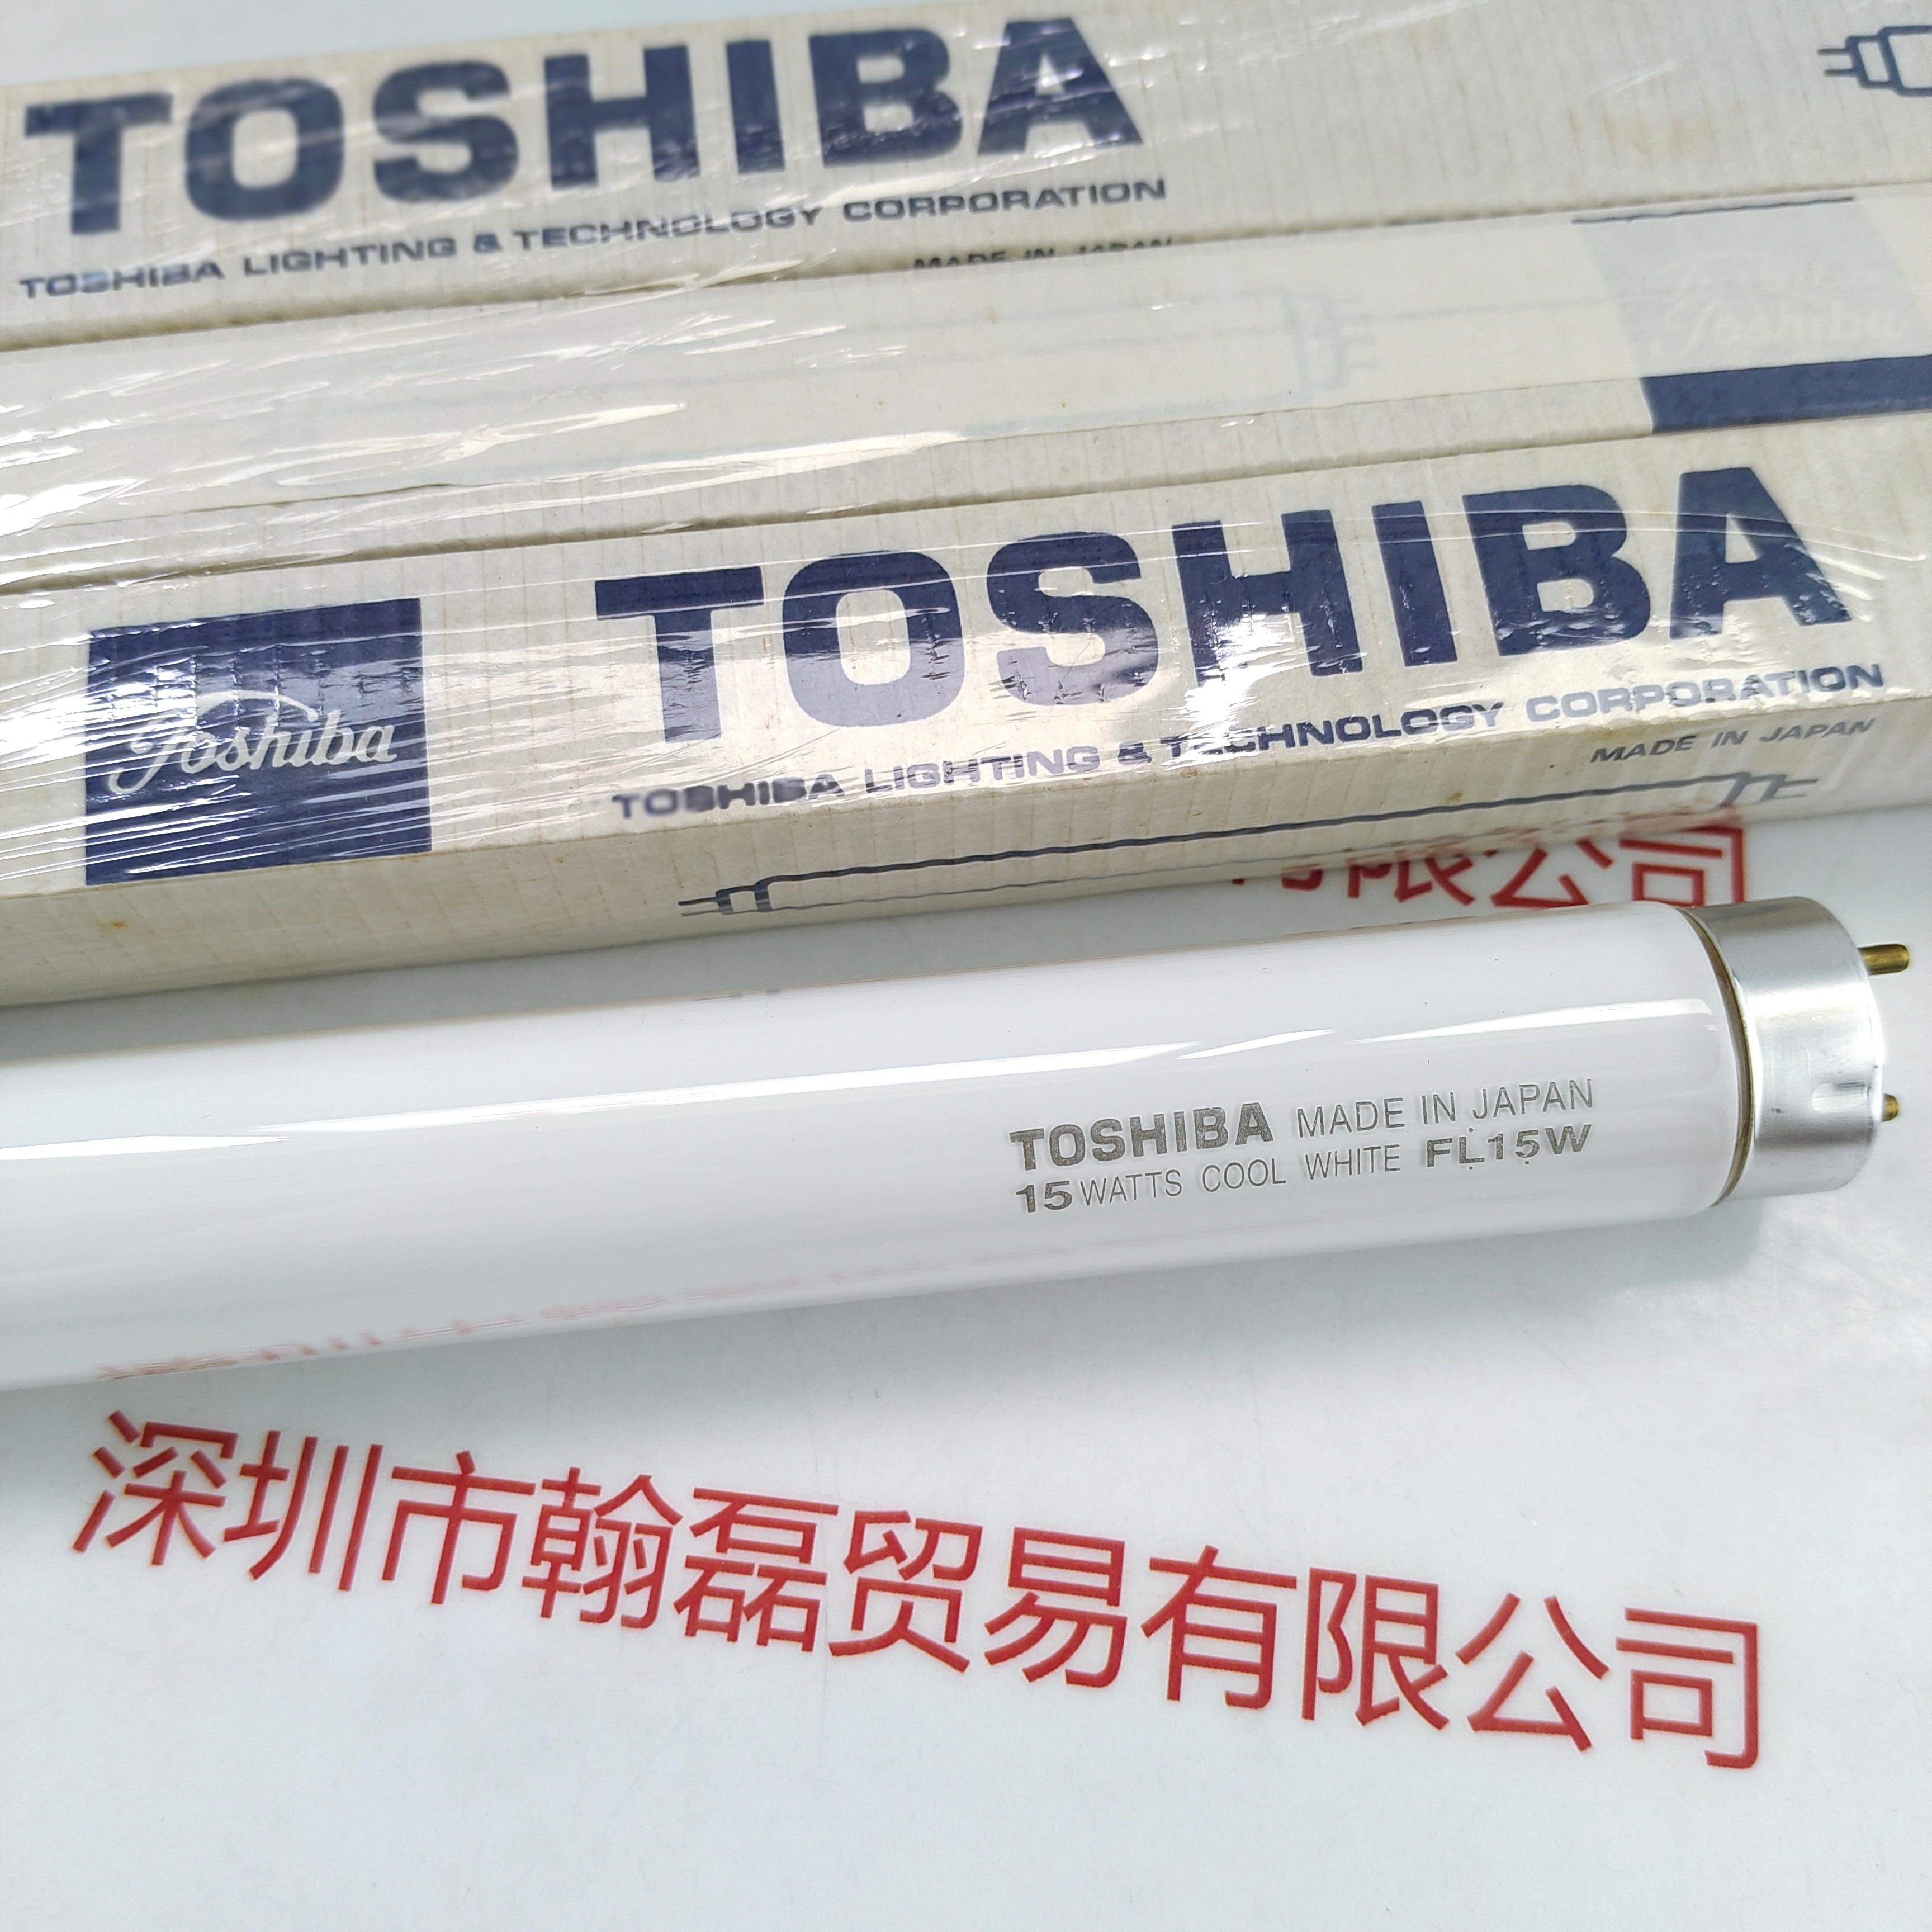 TOSHIBA
TOSHIBA LIGHTING & TECHNOLOGY CORPORATION
MADE IN JAPAN
Toshiba
Toshiba
TOSHIBA
TOSHIBA LIGHTING & TECHNOLOGY CORPORATION
MADE IN JAPAN
有限公司
TOSHIBA MADE IN JAPAN
15 WATTS COOL WHITE FL15W
深圳市翰磊贸易有限公司